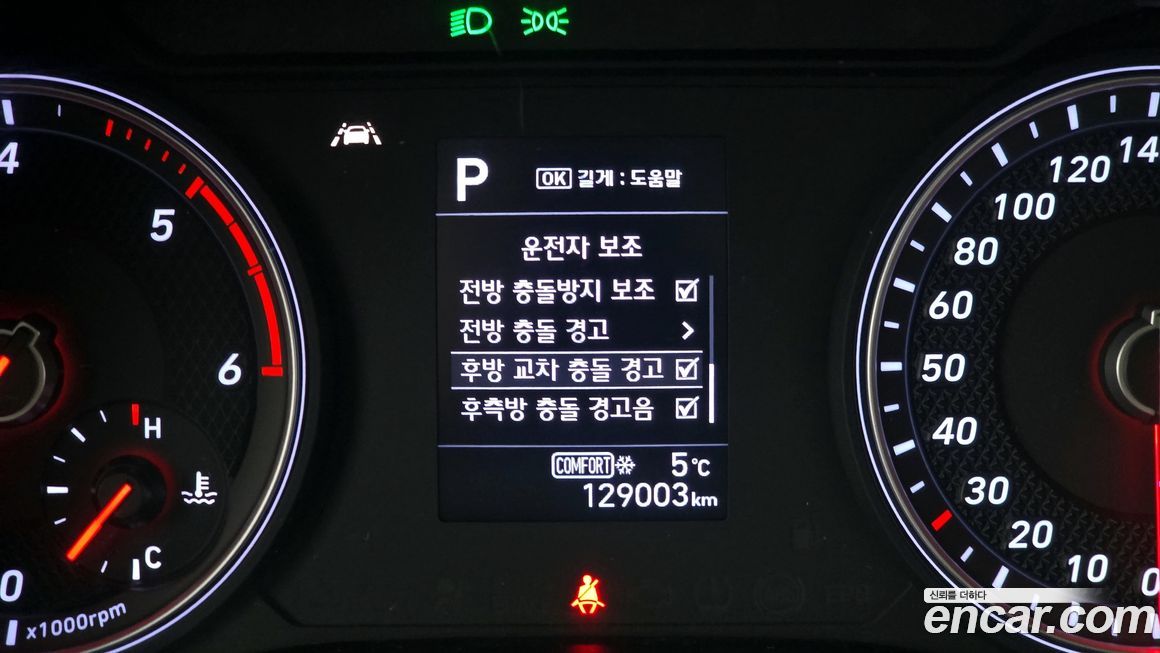 P
OK 길게 : 도움말
운전자 보조
전방 충돌방지 보조
전방 충돌 경고
후방 교차 충돌 경고
후측방 충돌 경고음
COMFORT 5°C
129003km
4
5
6
H
C
0
x1000rpm
14
120
100
80
60
50
40
30
20
10
0
신뢰를 더하다
encar.com